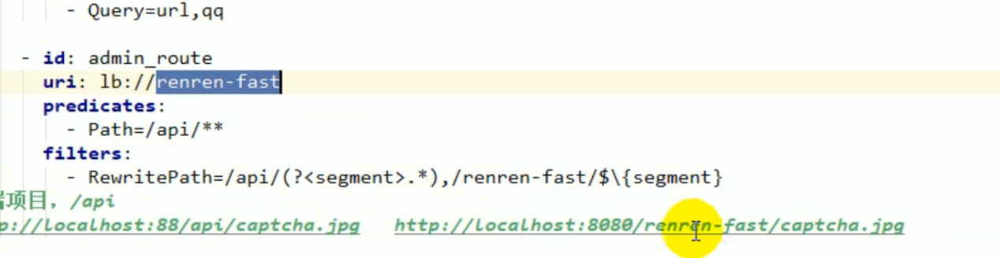 - Query=url,qq
- id: admin_route
uri: lb://renren-fast
predicates:
- Path=/api/**
filters:
- RewritePath=/api/(?<segment>.*),/renren-fast/$\{segment}
项目，/api
p://localhost:88/api/captcha.jpg http://localhost:8080/renren-fast/captcha.jpg